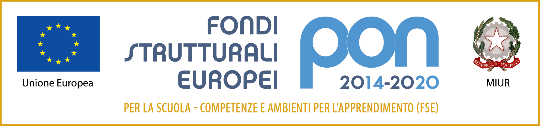 FONDI
STRUTTURALI
EUROPEI
pon
2014-2020
Unione Europea
MIUR
PER LA SCUOLA - COMPETENZE E AMBIENTI PER L'APPRENDIMENTO (FSE)